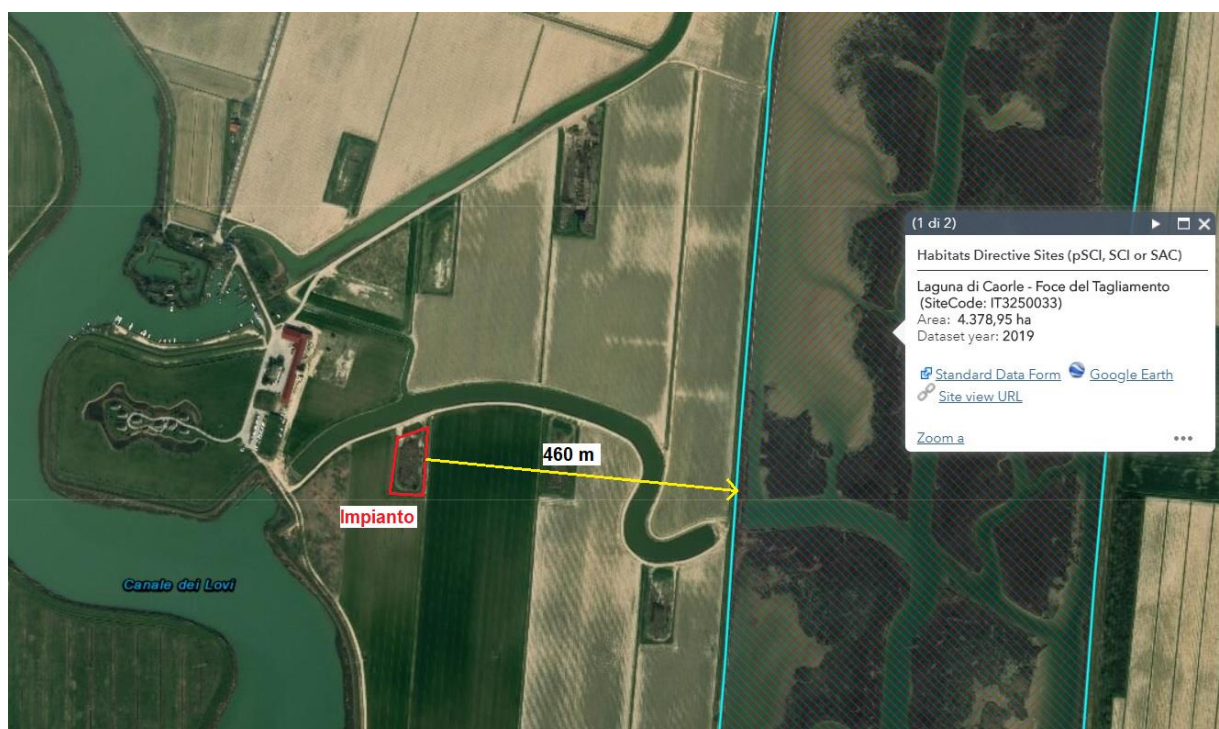 (1 di 2)
Habitats Directive Sites (pSCI, SCI or SAC)
Laguna di Caorle - Foce del Tagliamento
(SiteCode: IT3250033)
Area: 4.378,95 ha
Dataset year: 2019
Standard Data Form Google Earth
Site view URL
Zoom a
460 m
Impianto
Canale dei Lovi